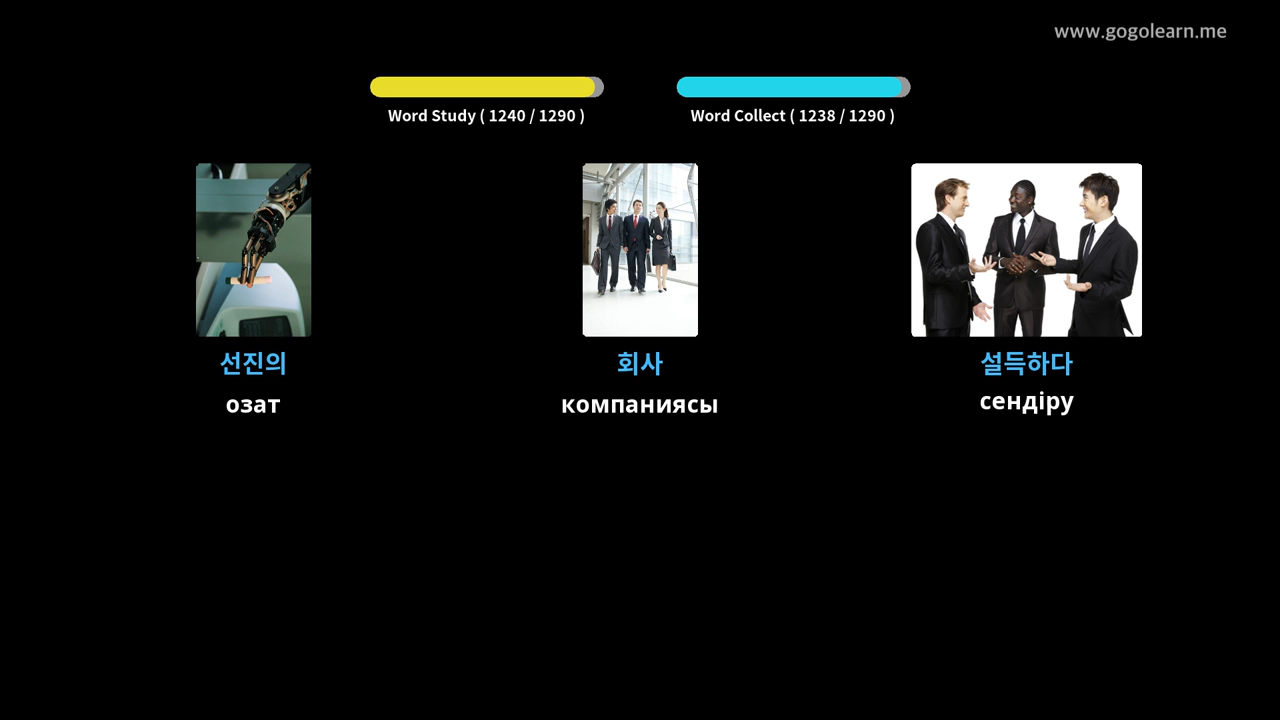 www.gogolearn.me
Word Study ( 1240 / 1290 )
Word Collect ( 1238 / 1290 )
선진의
회사
설득하다
озат
компаниясы
сендіру